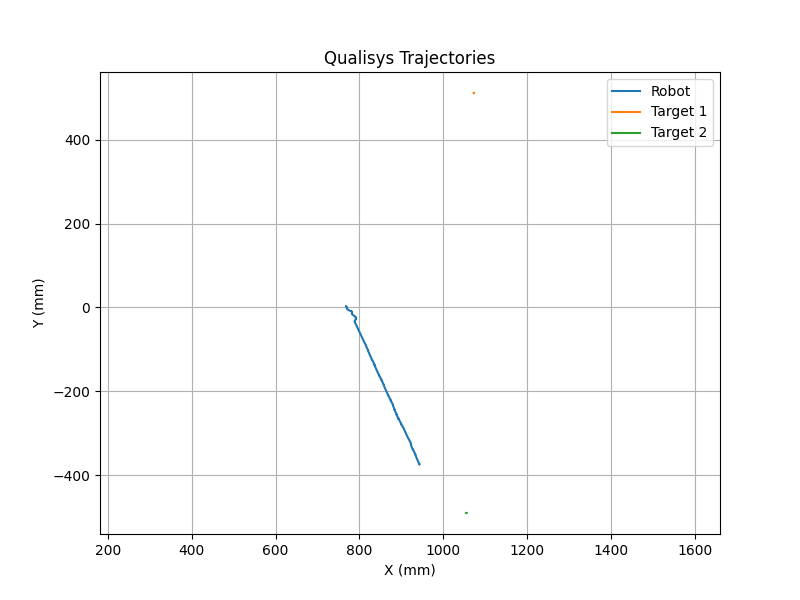 Qualisys Trajectories
Robot
Target 1
Target 2
400
200
0
−200
−400
Y (mm)
200
400
600
800
1000
1200
1400
1600
X (mm)